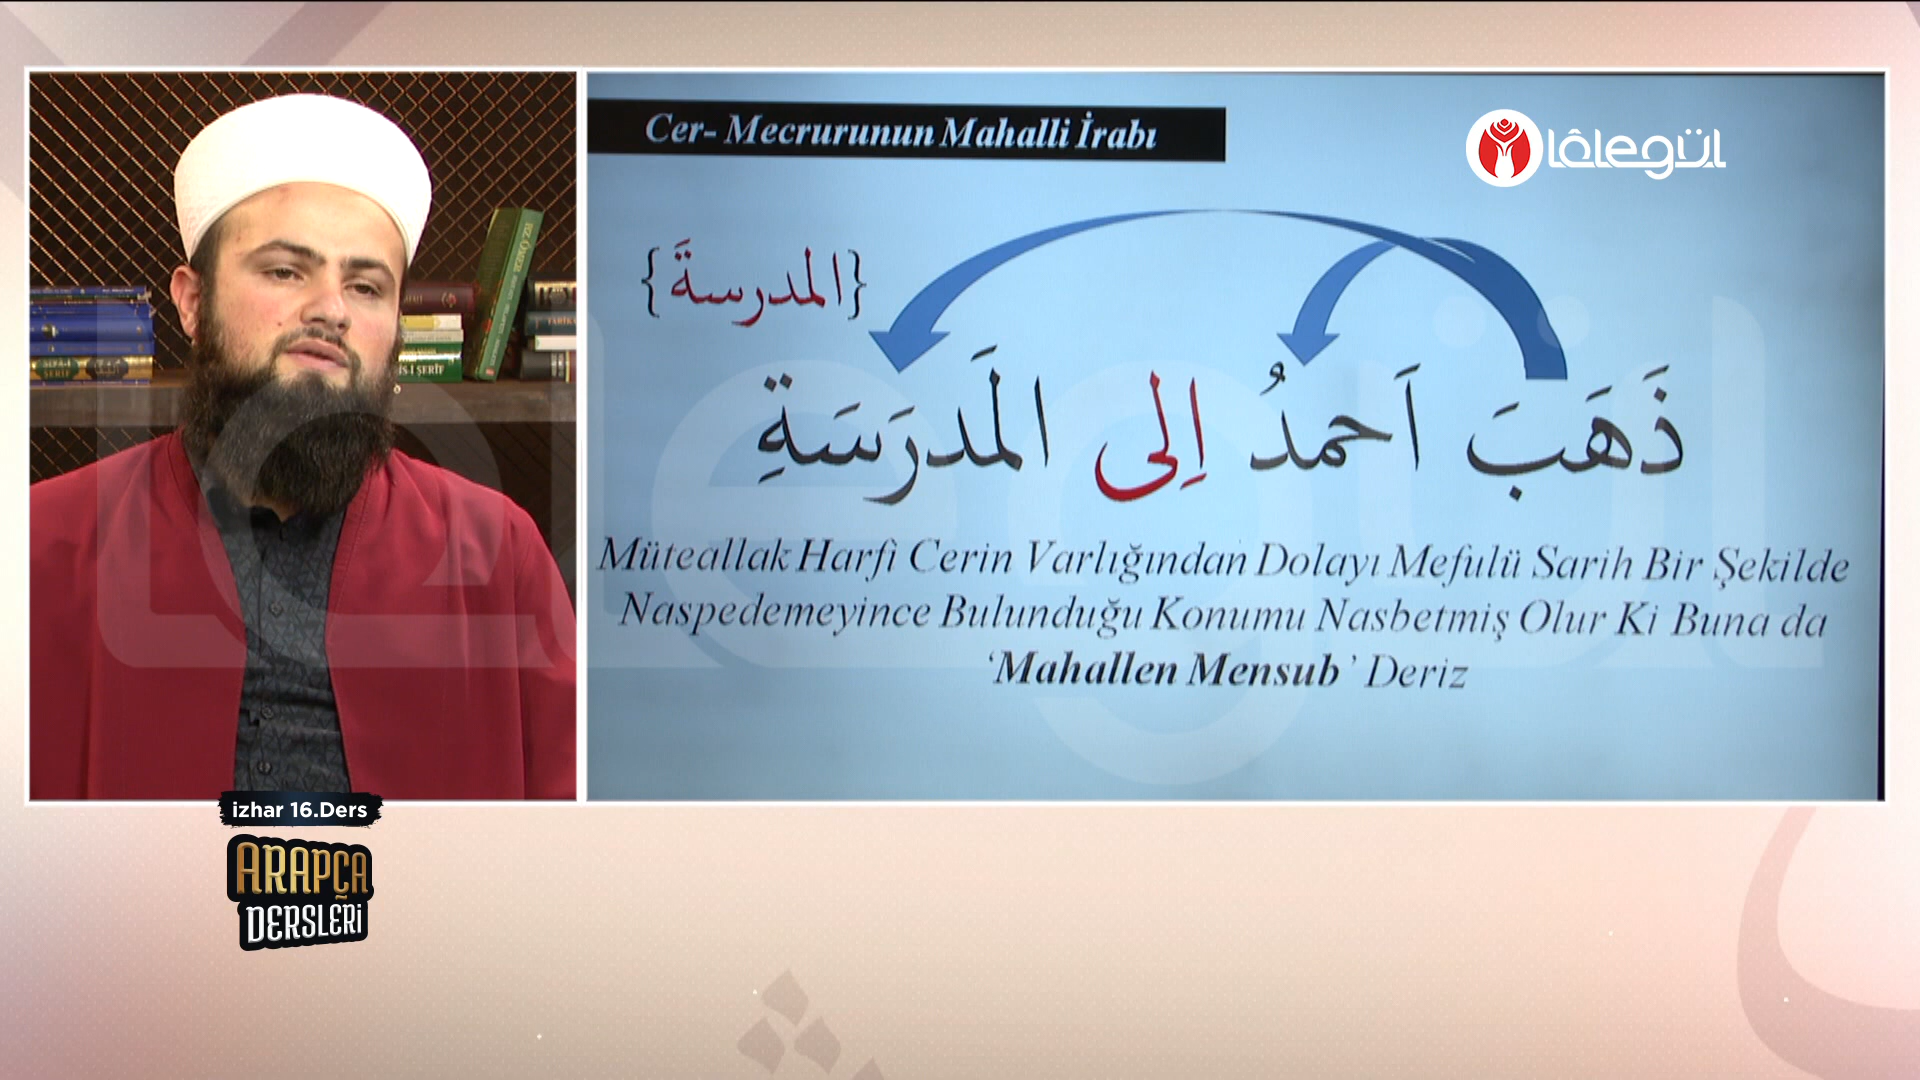 Cer- Mecrurunun Mahalli İrabı
lâlegül
{المدرسةَ}
ذَهَبَ اَحمدُ اِلى المَدرَسَةِ
Müteallak Harfi Cerin Varlığından Dolayı Mefulü Sarih Bir Şekilde
Naspedemeyince Bulunduğu Konumu Nasbetmiş Olur Ki Buna da
‘Mahallen Mensub’ Deriz
izhar 16.Ders
ARAPÇA
DERSLERİ